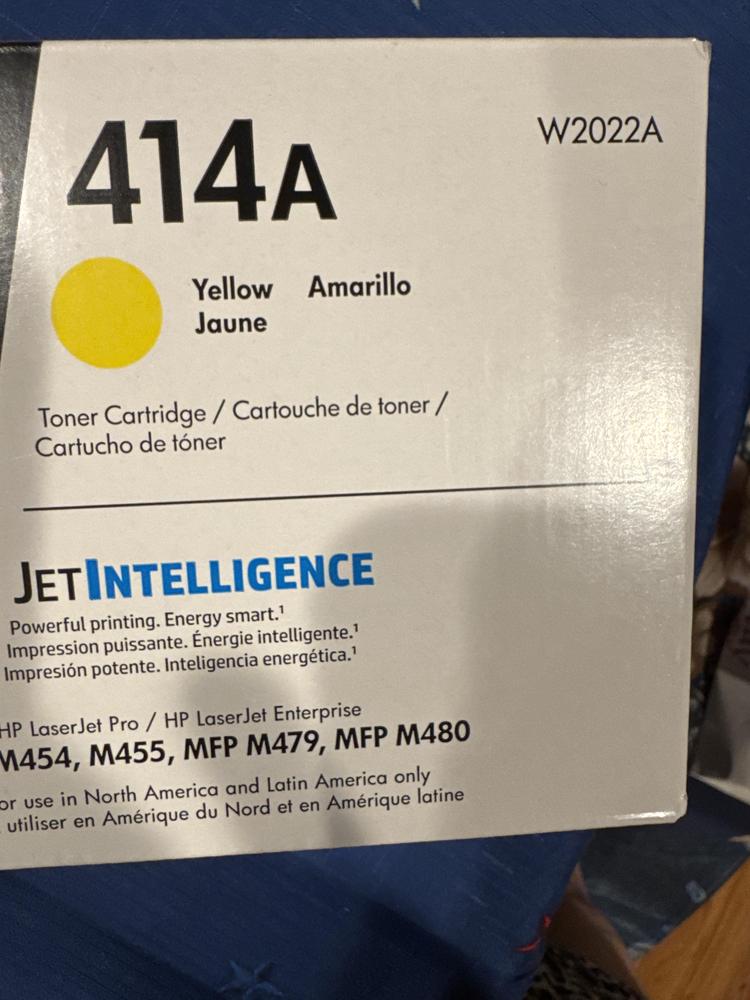 414A
W2022A
Yellow Amarillo
Jaune
Toner Cartridge / Cartouche de toner /
Cartucho de tóner
JETINTELLIGENCE
Powerful printing. Energy smart.¹
Impression puissante. Énergie intelligente.¹
Impresión potente. Inteligencia energética.¹
HP LaserJet Pro / HP LaserJet Enterprise
M454, M455, MFP M479, MFP M480
or use in North America and Latin America only
utiliser en Amérique du Nord et en Amérique latine